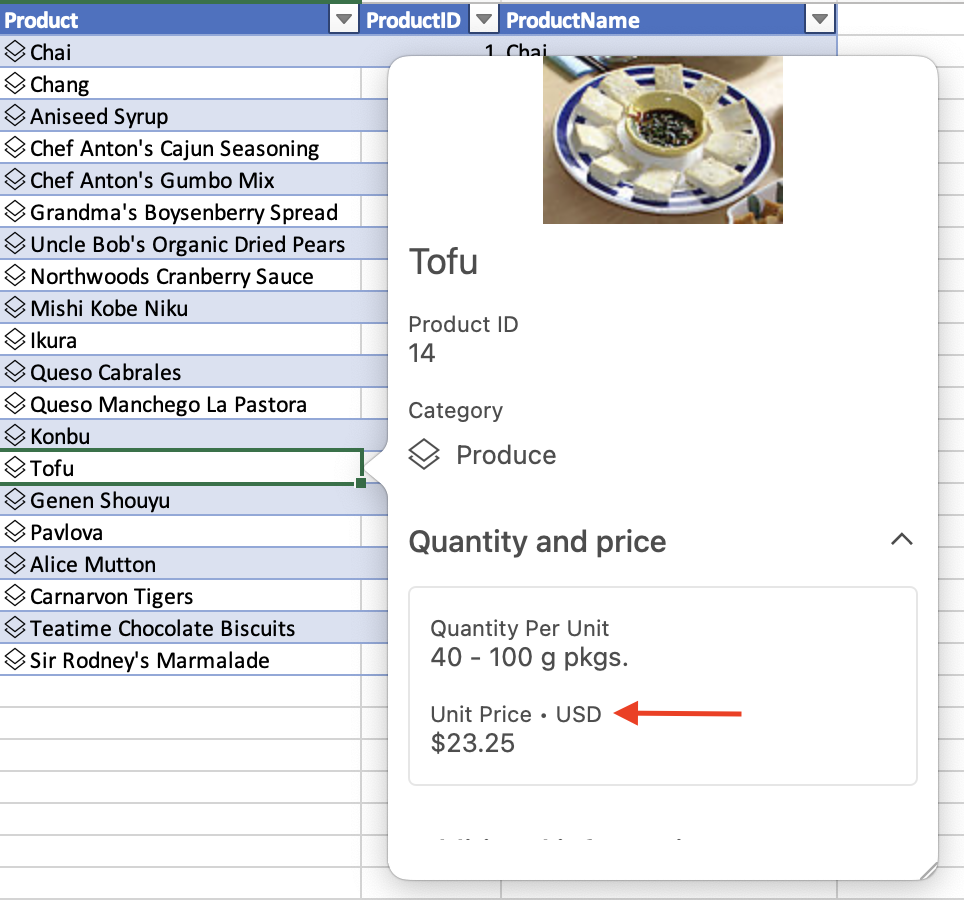 Product ProductID ProductName
Chai 1 Chai
Chang
Aniseed Syrup
Chef Anton's Cajun Seasoning
Chef Anton's Gumbo Mix
Grandma's Boysenberry Spread
Uncle Bob's Organic Dried Pears
Northwoods Cranberry Sauce
Mishi Kobe Niku
Ikura
Queso Cabrales
Queso Manchego La Pastora
Konbu
Tofu
Genen Shouyu
Pavlova
Alice Mutton
Carnarvon Tigers
Teatime Chocolate Biscuits
Sir Rodney's Marmalade
Tofu
Product ID
14
Category
Produce
Quantity and price
Quantity Per Unit
40 - 100 g pkgs.
Unit Price • USD
$23.25